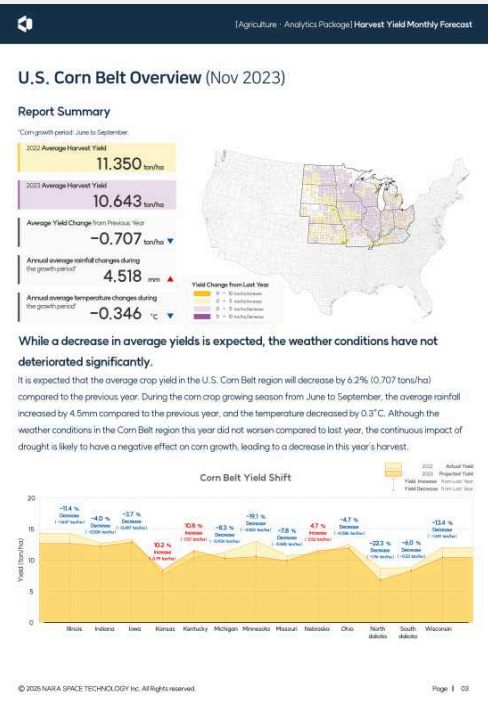 [Agriculture · Analytics Package] Harvest Yield Monthly Forecast
U.S. Corn Belt Overview (Nov 2023)
Report Summary
*Corn growth period: June to September.
2022 Average Harvest Yield
11.350 ton/ha
2023 Average Harvest Yield
10.643 ton/ha
Average Yield Change from Previous Year
-0.707 ton/ha ▼
Annual average rainfall changes during
the growth period*
4.518 mm ▲
Annual average temperature changes during
the growth period*
-0.346 °C ▼
Yield Change from Last Year
While a decrease in average yields is expected, the weather conditions have not
deteriorated significantly.
It is expected that the average crop yield in the U.S. Corn Belt region will decrease by 6.2% (0.707 tons/ha)
compared to the previous year. During the corn crop growing season from June to September, the average rainfall
increased by 4.5mm compared to the previous year, and the temperature decreased by 0.3°C. Although the
weather conditions in the Corn Belt region this year did not worsen compared to last year, the continuous impact of
drought is likely to have a negative effect on corn growth, leading to a decrease in this year's harvest.
Corn Belt Yield Shift
2022 Actual Yield
2023 Projected Yield
Yield Increase from Last Year
Yield Decrease from Last Year
Yield (ton/ha)
20
15
10
5
0
-11.4 %
Decrease
-4.0 %
Decrease
-3.7 %
Decrease
10.2 %
Increase
10.8 %
Increase
-8.3 %
Decrease
-19.1 %
Decrease
-7.8 %
Decrease
4.7 %
Increase
-4.7 %
Decrease
-22.3 %
Decrease
-6.0 %
Decrease
-13.4 %
Decrease
Illinois
Indiana
Iowa
Kansas
Kentucky
Michigan
Minnesota
Missouri
Nebraska
Ohio
North
dakota
South
dakota
Wisconsin
© 2025 NARA SPACE TECHNOLOGY Inc. All Rights reserved.
Page | 03